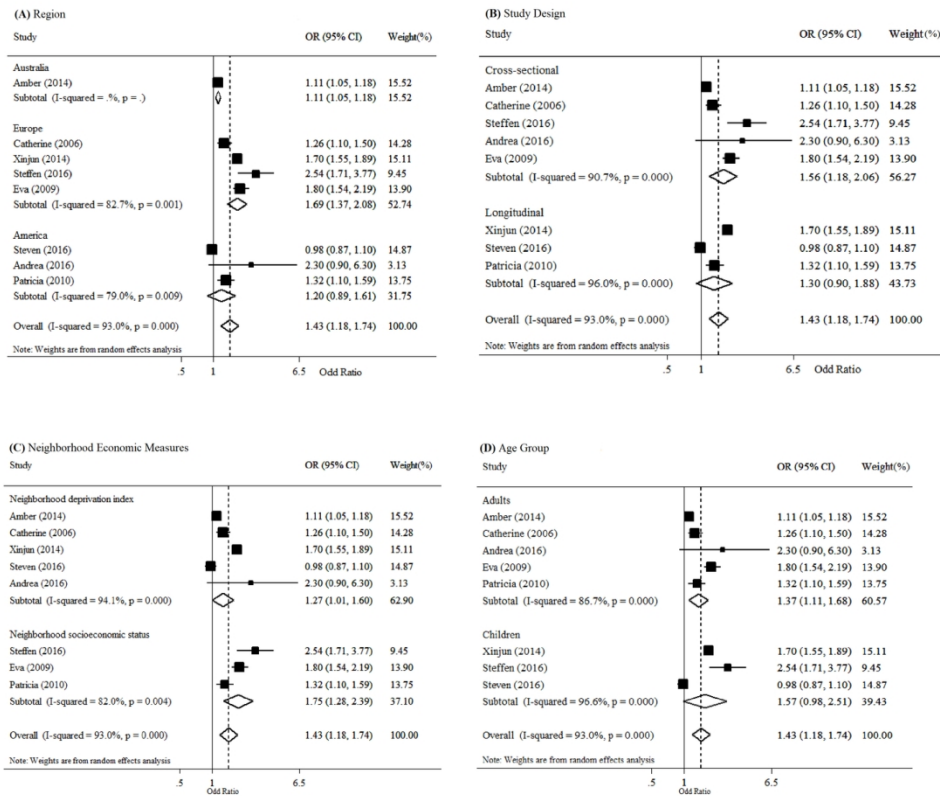 (A) Region
Study OR (95% CI) Weight(%)
Australia
Amber (2014) 1.11 (1.05, 1.18) 15.52
Subtotal (I-squared = .%, p = .) 1.11 (1.05, 1.18) 15.52
Europe
Catherine (2006) 1.26 (1.10, 1.50) 14.28
Xinjun (2014) 1.70 (1.55, 1.89) 15.11
Steffen (2016) 2.54 (1.71, 3.77) 9.45
Eva (2009) 1.80 (1.54, 2.19) 13.90
Subtotal (I-squared = 82.7%, p = 0.001) 1.69 (1.37, 2.08) 52.74
America
Steven (2016) 0.98 (0.87, 1.10) 14.87
Andrea (2016) 2.30 (0.90, 6.30) 3.13
Patricia (2010) 1.32 (1.10, 1.59) 13.75
Subtotal (I-squared = 79.0%, p = 0.009) 1.20 (0.89, 1.61) 31.75
Overall (I-squared = 93.0%, p = 0.000) 1.43 (1.18, 1.74) 100.00
Note: Weights are from random effects analysis
.5 1 6.5
Odd Ratio
(B) Study Design
Study OR (95% CI) Weight(%)
Cross-sectional
Amber (2014) 1.11 (1.05, 1.18) 15.52
Catherine (2006) 1.26 (1.10, 1.50) 14.28
Steffen (2016) 2.54 (1.71, 3.77) 9.45
Andrea (2016) 2.30 (0.90, 6.30) 3.13
Eva (2009) 1.80 (1.54, 2.19) 13.90
Subtotal (I-squared = 90.7%, p = 0.000) 1.56 (1.18, 2.06) 56.27
Longitudinal
Xinjun (2014) 1.70 (1.55, 1.89) 15.11
Steven (2016) 0.98 (0.87, 1.10) 14.87
Patricia (2010) 1.32 (1.10, 1.59) 13.75
Subtotal (I-squared = 96.0%, p = 0.000) 1.30 (0.90, 1.88) 43.73
Overall (I-squared = 93.0%, p = 0.000) 1.43 (1.18, 1.74) 100.00
Note: Weights are from random effects analysis
.5 1 6.5 Odd Ratio
(C) Neighborhood Economic Measures
Study OR (95% CI) Weight(%)
Neighborhood deprivation index
Amber (2014) 1.11 (1.05, 1.18) 15.52
Catherine (2006) 1.26 (1.10, 1.50) 14.28
Xinjun (2014) 1.70 (1.55, 1.89) 15.11
Steven (2016) 0.98 (0.87, 1.10) 14.87
Andrea (2016) 2.30 (0.90, 6.30) 3.13
Subtotal (I-squared = 94.1%, p = 0.000) 1.27 (1.01, 1.60) 62.90
Neighborhood socioeconomic status
Steffen (2016) 2.54 (1.71, 3.77) 9.45
Eva (2009) 1.80 (1.54, 2.19) 13.90
Patricia (2010) 1.32 (1.10, 1.59) 13.75
Subtotal (I-squared = 82.0%, p = 0.004) 1.75 (1.28, 2.39) 37.10
Overall (I-squared = 93.0%, p = 0.000) 1.43 (1.18, 1.74) 100.00
Note: Weights are from random effects analysis
.5 1 6.5
Odd Ratio
(D) Age Group
Study OR (95% CI) Weight(%)
Adults
Amber (2014) 1.11 (1.05, 1.18) 15.52
Catherine (2006) 1.26 (1.10, 1.50) 14.28
Andrea (2016) 2.30 (0.90, 6.30) 3.13
Eva (2009) 1.80 (1.54, 2.19) 13.90
Patricia (2010) 1.32 (1.10, 1.59) 13.75
Subtotal (I-squared = 86.7%, p = 0.000) 1.37 (1.11, 1.68) 60.57
Children
Xinjun (2014) 1.70 (1.55, 1.89) 15.11
Steffen (2016) 2.54 (1.71, 3.77) 9.45
Steven (2016) 0.98 (0.87, 1.10) 14.87
Subtotal (I-squared = 96.6%, p = 0.000) 1.57 (0.98, 2.51) 39.43
Overall (I-squared = 93.0%, p = 0.000) 1.43 (1.18, 1.74) 100.00
Note: Weights are from random effects analysis
.5 1 6.5
Odd Ratio